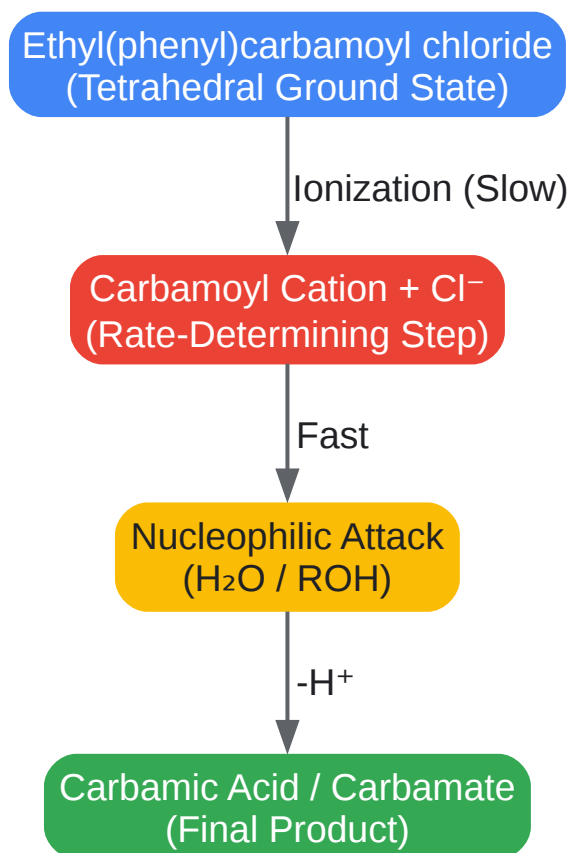 Ethyl(phenyl)carbamoyl chloride
(Tetrahedral Ground State)
Ionization (Slow)
Carbamoyl Cation + Cl⁻
(Rate-Determining Step)
Fast
Nucleophilic Attack
(H₂O / ROH)
-H⁺
Carbamic Acid / Carbamate
(Final Product)